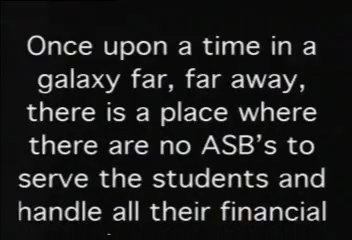 Once upon a time in a
galaxy far, far away,
there is a place where
there are no ASB's to
serve the students and
handle all their financial